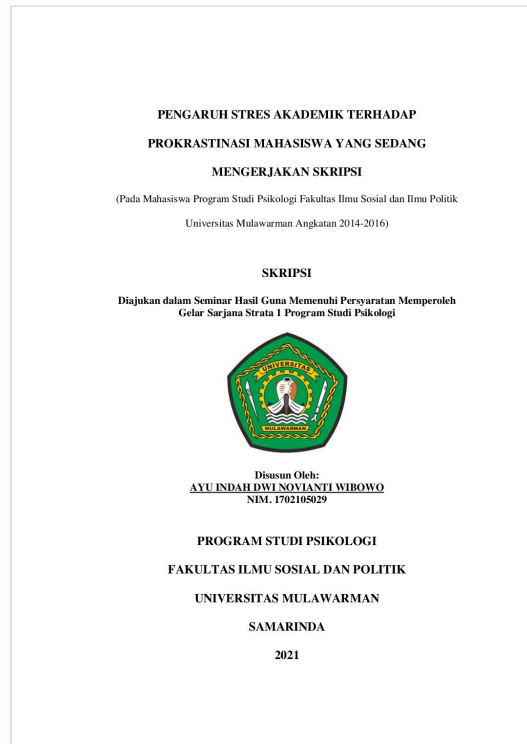 PENGARUH STRES AKADEMIK TERHADAP
PROKRASTINASI MAHASISWA YANG SEDANG
MENGERJAKAN SKRIPSI
(Pada Mahasiswa Program Studi Psikologi Fakultas Ilmu Sosial dan Ilmu Politik
Universitas Mulawarman Angkatan 2014-2016)
SKRIPSI
Diajukan dalam Seminar Hasil Guna Memenuhi Persyaratan Memperoleh
Gelar Sarjana Strata 1 Program Studi Psikologi
UNIVERSITAS
MULAWARMAN
Disusun Oleh:
AYU INDAH DWI NOVIANTI WIBOWO
NIM. 1702105029
PROGRAM STUDI PSIKOLOGI
FAKULTAS ILMU SOSIAL DAN POLITIK
UNIVERSITAS MULAWARMAN
SAMARINDA
2021